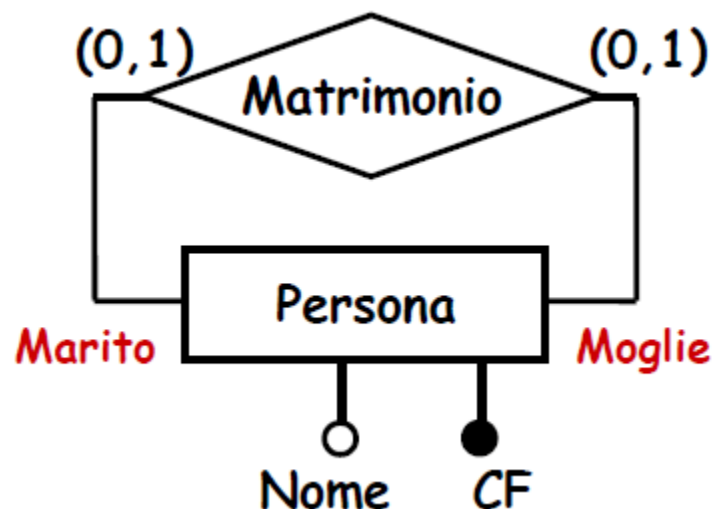 (0,1)
(0,1)
Matrimonio
Persona
Marito
Moglie
Nome
CF